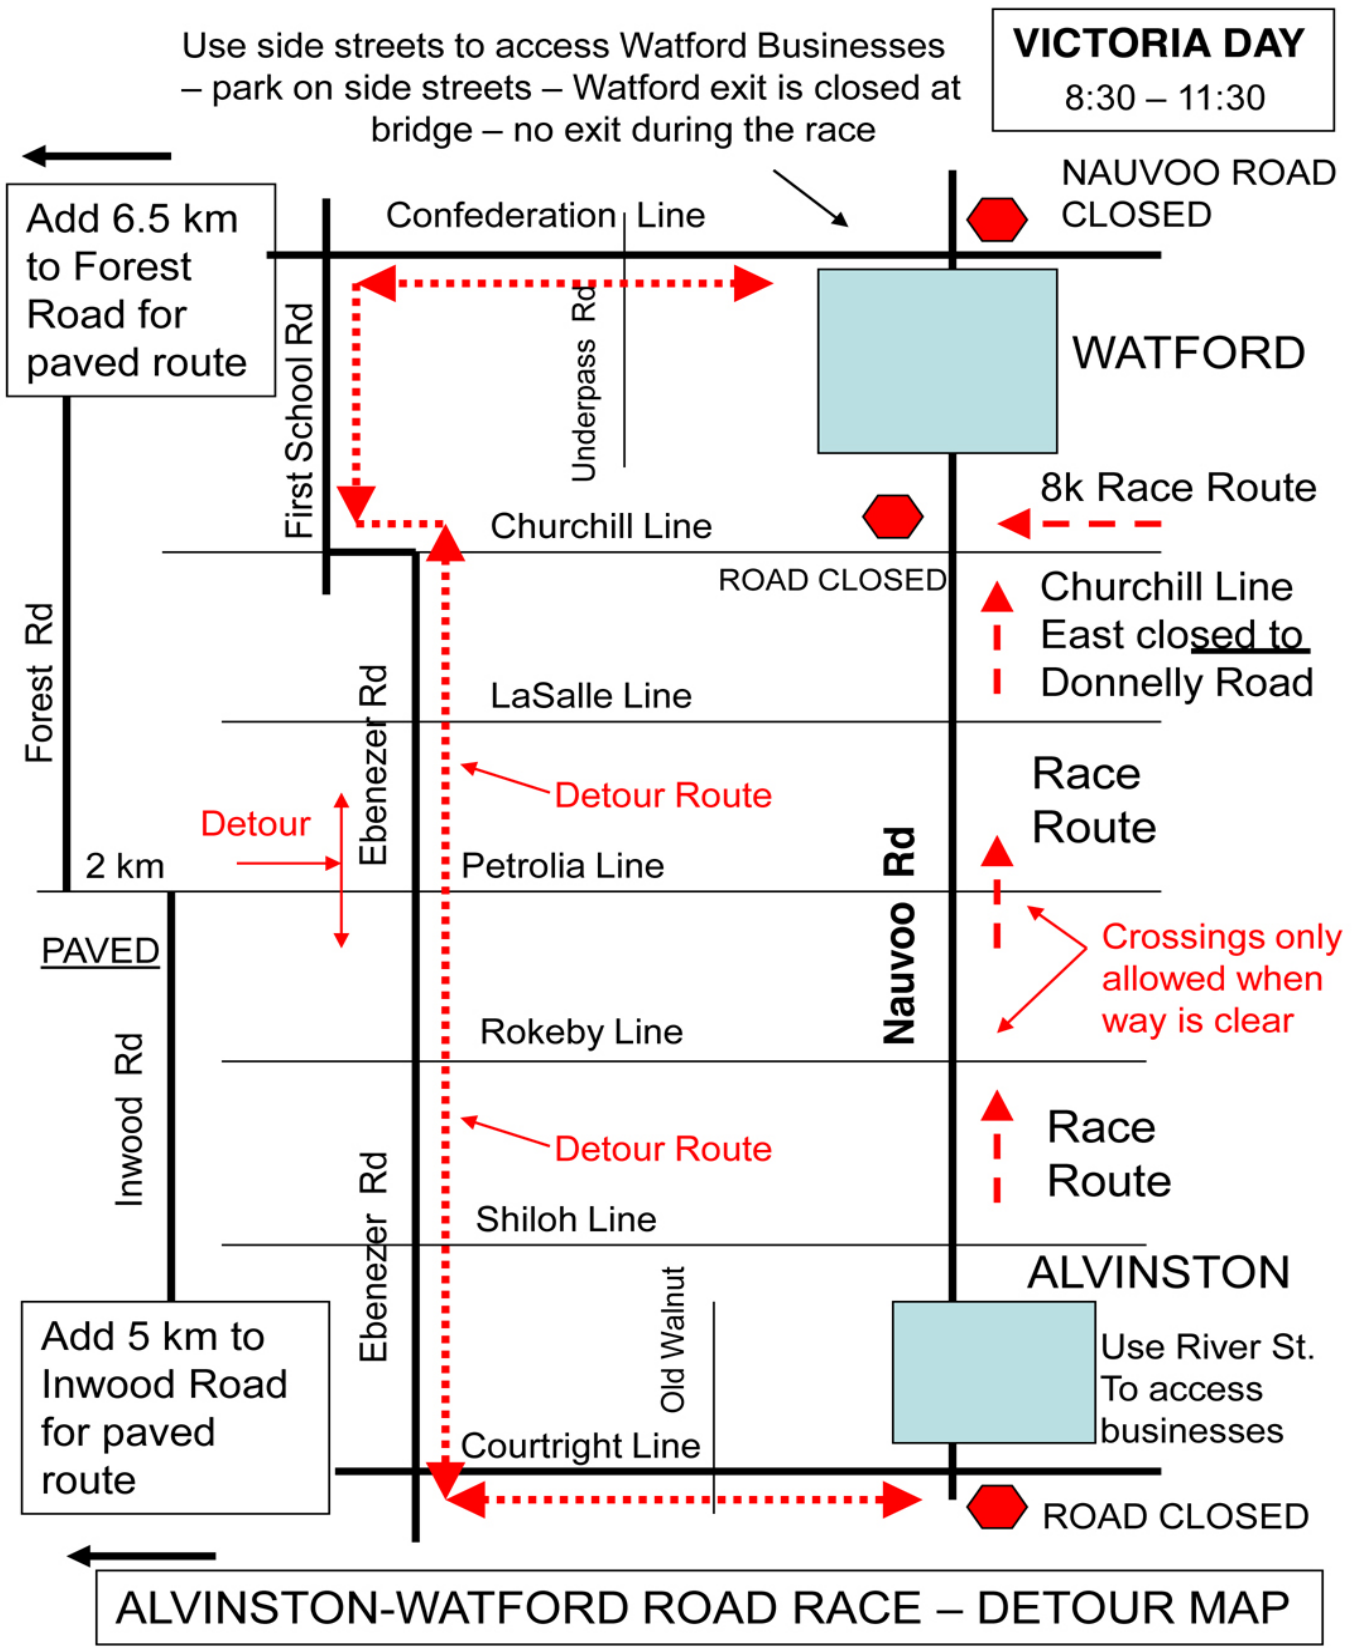 Use side streets to access Watford Businesses
– park on side streets – Watford exit is closed at
bridge – no exit during the race
VICTORIA DAY
8:30 – 11:30
NAUVOO ROAD
CLOSED
Add 6.5 km
to Forest
Road for
paved route
Confederation Line
First School Rd
Underpass Rd
WATFORD
8k Race Route
Churchill Line
ROAD CLOSED
Churchill Line
East closed to
Donnelly Road
Forest Rd
Ebenezer Rd
LaSalle Line
Detour Route
Race
Route
Detour
2 km
Petrolia Line
Nauvoo Rd
PAVED
Crossings only
allowed when
way is clear
Rokeby Line
Inwood Rd
Detour Route
Race
Route
Ebenezer Rd
Shiloh Line
ALVINSTON
Old Walnut
Add 5 km to
Inwood Road
for paved
route
Use River St.
To access
businesses
Courtright Line
ROAD CLOSED
ALVINSTON-WATFORD ROAD RACE – DETOUR MAP